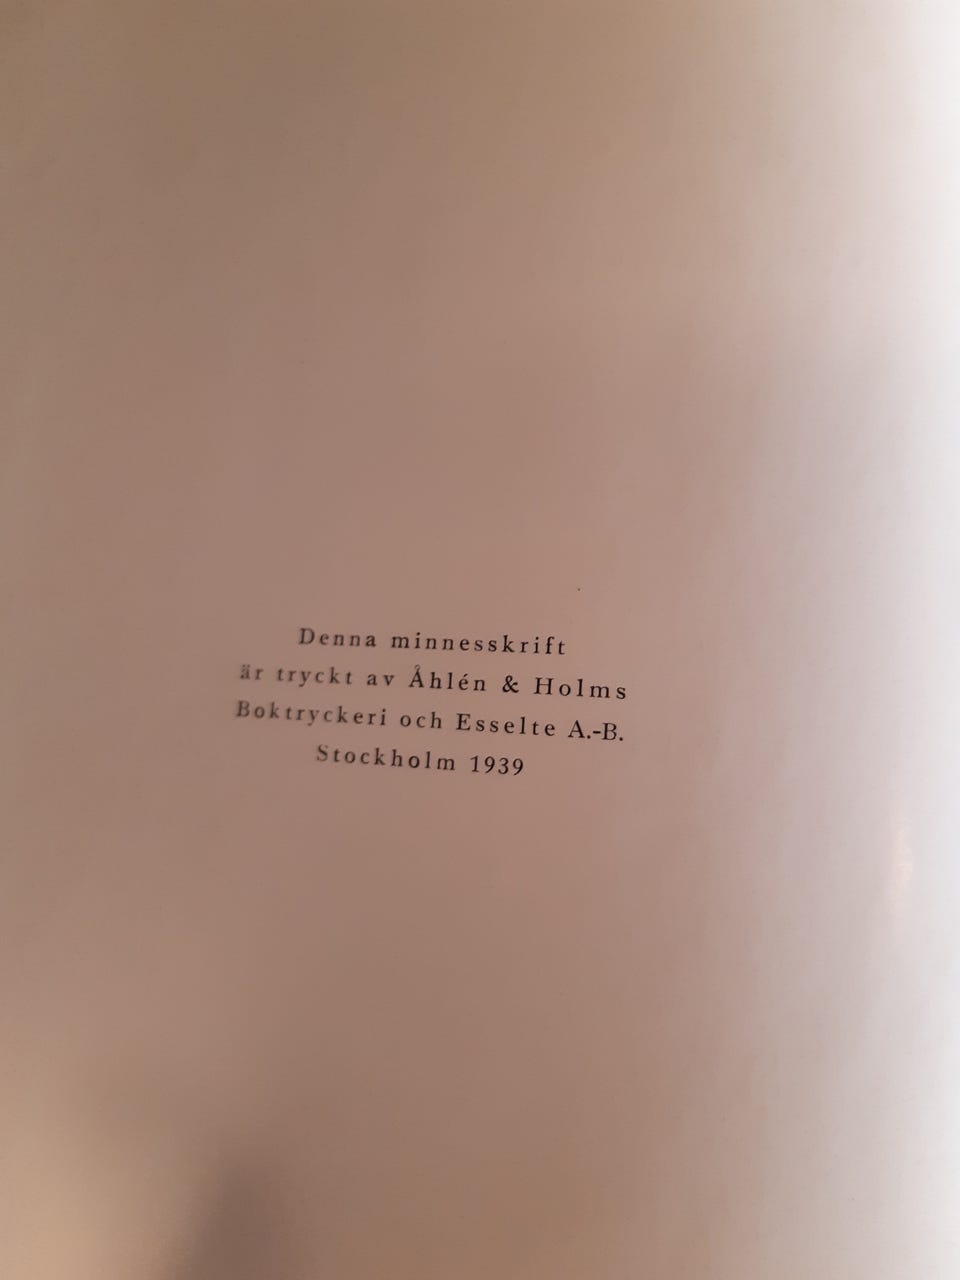 Denna minnesskrift
är tryckt av Åhlén & Holms
Boktryckeri och Esselte A.-B.
Stockholm 1939